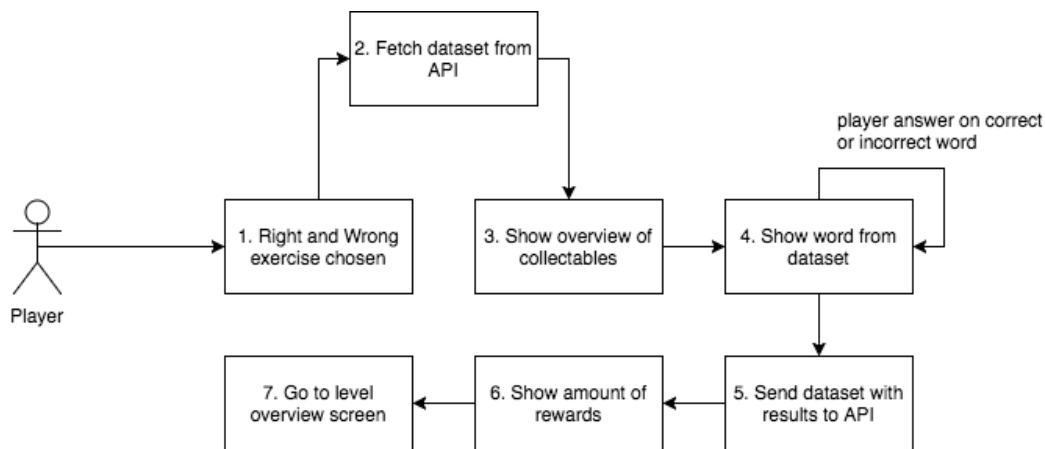 2. Fetch dataset from
API
player answer on correct
or incorrect word
1. Right and Wrong
exercise chosen
3. Show overview of
collectables
4. Show word from
dataset
Player
7. Go to level
overview screen
6. Show amount of
rewards
5. Send dataset with
results to API